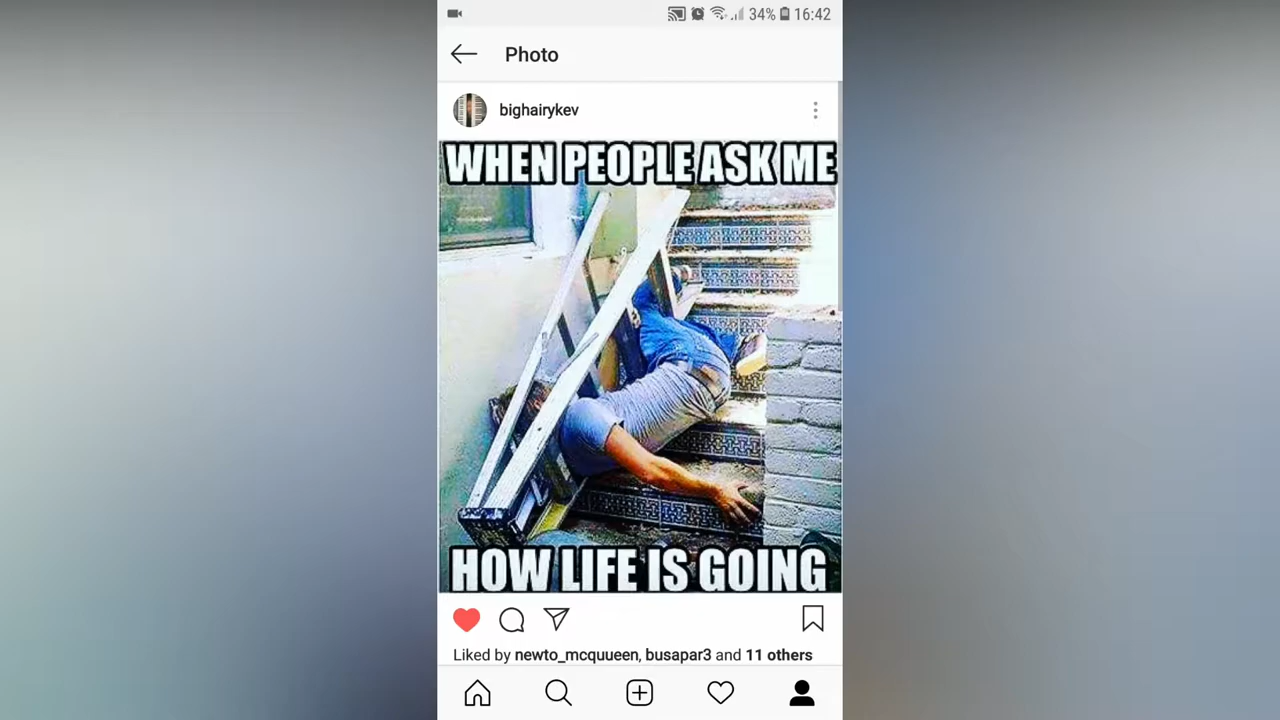 34% 16:42
Photo
bighairykev
WHEN PEOPLE ASK ME
HOW LIFE IS GOING
Liked by newto_mcquueen, busapar3 and 11 others